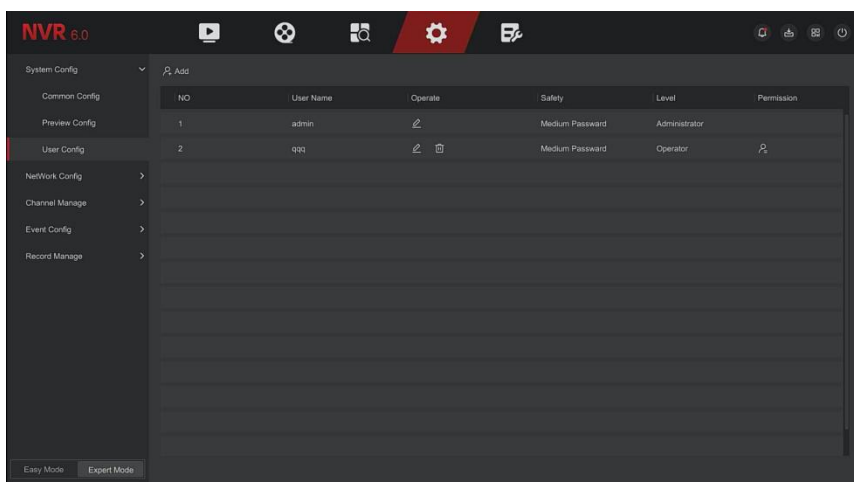 NVR 6.0
System Config
Add
Common Config
NO User Name Operate Safety Level Permission
Preview Config
1 admin Medium Passward Administrator
User Config
2 qqq Medium Passward Operator
NetWork Config
Channel Manage
Event Config
Record Manage
Easy Mode Expert Mode